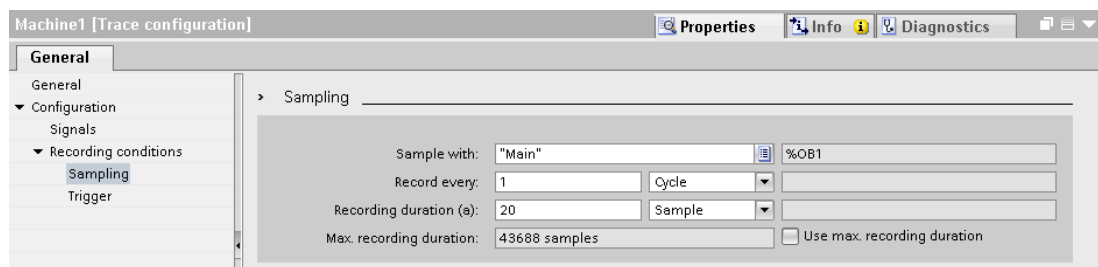 Machine1 [Trace configuration]
Properties
Info
Diagnostics
General
General
Configuration
Signals
Recording conditions
Sampling
Trigger
Sampling
Sample with: "Main" %OB1
Record every: 1 Cycle
Recording duration (a): 20 Sample
Max. recording duration: 43688 samples Use max. recording duration